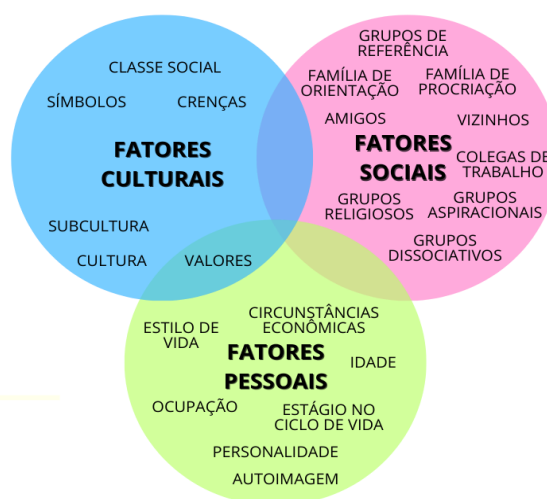 CLASSE SOCIAL
SÍMBOLOS
CRENÇAS
FATORES
CULTURAIS
SUBCULTURA
CULTURA
VALORES
GRUPOS DE
REFERÊNCIA
FAMÍLIA DE
ORIENTAÇÃO
FAMÍLIA DE
PROCRIAÇÃO
AMIGOS
VIZINHOS
FATORES
SOCIAIS
COLEGAS DE
TRABALHO
GRUPOS
RELIGIOSOS
GRUPOS
ASPIRACIONAIS
GRUPOS
DISSOCIATIVOS
CIRCUNSTÂNCIAS
ECONÔMICAS
ESTILO DE
VIDA
FATORES
PESSOAIS
IDADE
OCUPAÇÃO
ESTÁGIO NO
CICLO DE VIDA
PERSONALIDADE
AUTOIMAGEM